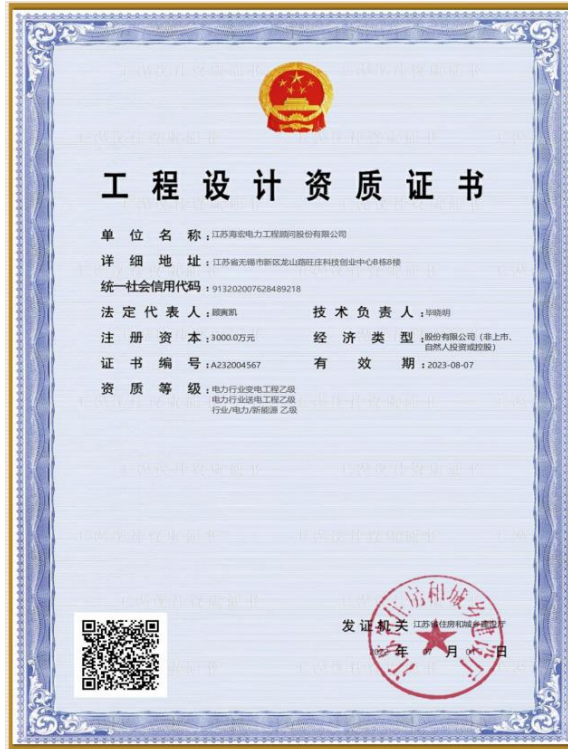 工程设计资质证书
单位名称:江苏海宏电力工程顾问股份有限公司
详细地址:江苏省无锡市新区龙山路旺庄科技创业中心B栋8楼
统一社会信用代码:913202007628489218
法定代表人:顾寅凯 技术负责人:毕晓明
注册资本:3000.0万元 经济类型:股份有限公司(非上市、
自然人投资或控股)
证书编号:A232004567 有效期:2023-08-07
资质等级:电力行业变电工程乙级
电力行业送电工程乙级
行业/电力/新能源 乙级
发证机关 江苏省住房和城乡建设厅
年 07 月 01 日